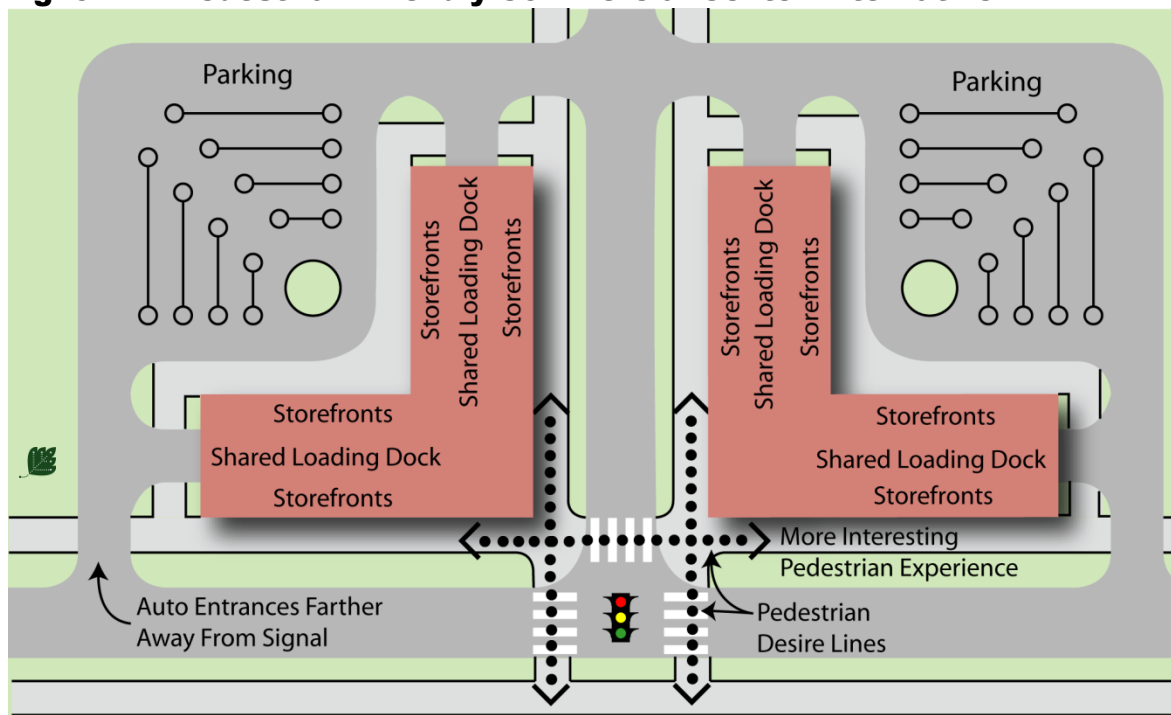 Parking
Parking
Storefronts
Shared Loading Dock
Storefronts
Storefronts
Shared Loading Dock
Storefronts
Storefronts
Shared Loading Dock
Storefronts
Storefronts
Shared Loading Dock
Storefronts
More Interesting
Pedestrian Experience
Auto Entrances Farther
Away From Signal
Pedestrian
Desire Lines